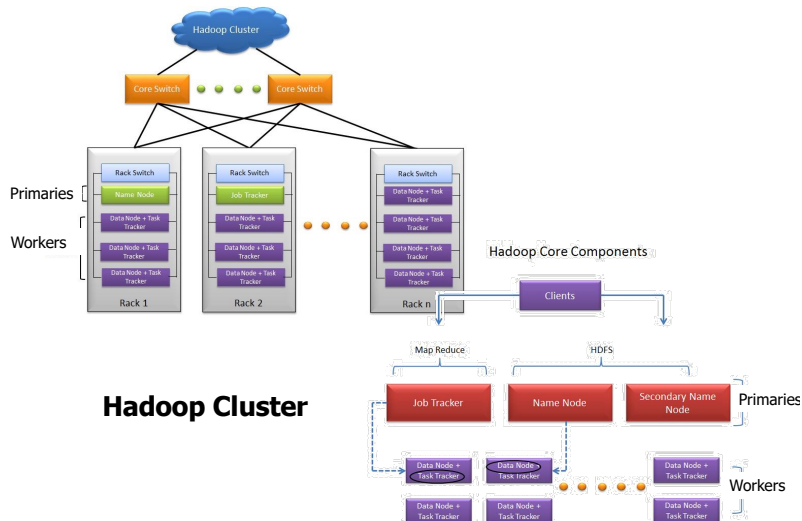 Hadoop Cluster
Core Switch
Core Switch
Rack Switch
Rack Switch
Rack Switch
Primaries
Name Node
Job Tracker
Data Node + Task
Tracker
Workers
Data Node + Task
Tracker
Data Node + Task
Tracker
Data Node + Task
Tracker
Data Node + Task
Tracker
Data Node + Task
Tracker
Data Node + Task
Tracker
Data Node + Task
Tracker
Data Node + Task
Tracker
Data Node + Task
Tracker
Rack 1
Rack 2
Rack n
Hadoop Core Components
Clients
Map Reduce
HDFS
Hadoop Cluster
Job Tracker
Name Node
Secondary Name
Node
Primaries
Data Node +
Task Tracker
Data Node +
Task Tracker
Data Node +
Task Tracker
Workers
Data Node +
Task Tracker
Data Node +
Task Tracker
Data Node +
Task Tracker